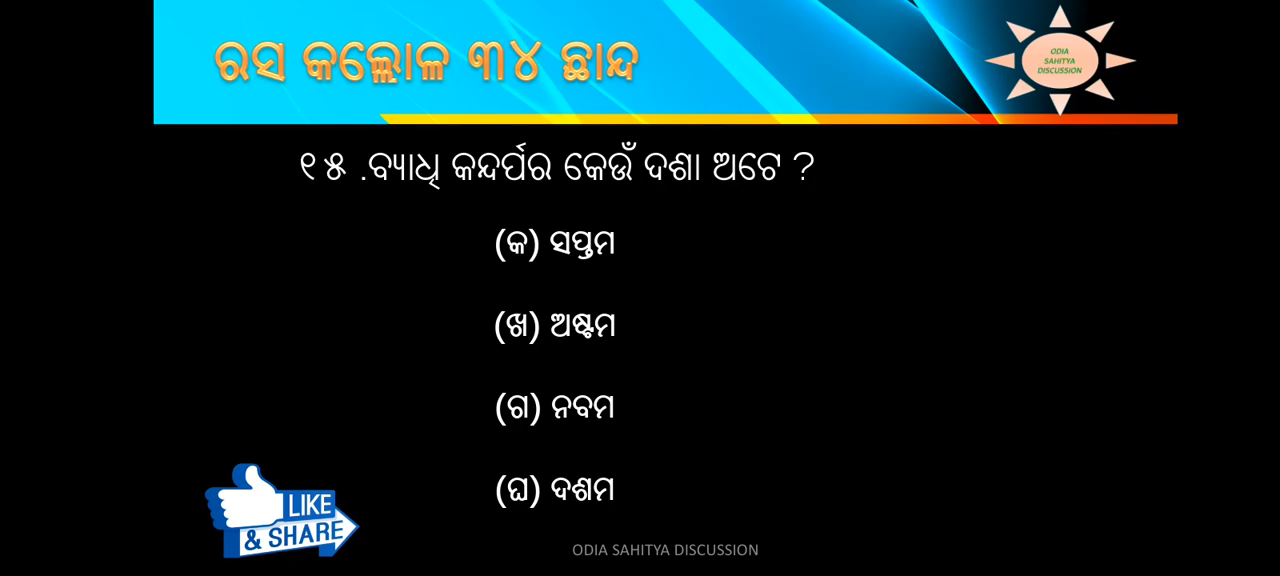 ରସ କଲ୍ଲୋଳ ୩୪ ଛାନ୍ଦ
ODIA
SAHITYA
DISCUSSION
୧୫ .ବ୍ୟାଧି କନ୍ଦର୍ପର କେଉଁ ଦଶା ଅଟେ ?
(କ) ସପ୍ତମ
(ଖ) ଅଷ୍ଟମ
(ଗ) ନବମ
(ଘ) ଦଶମ
LIKE
& SHARE
ODIA SAHITYA DISCUSSION